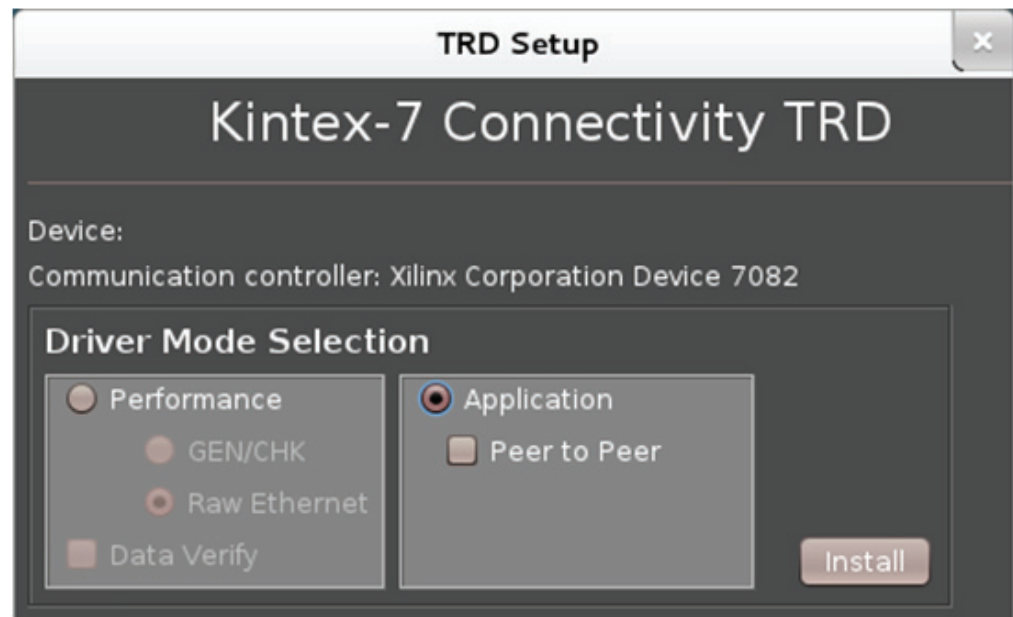 TRD Setup
Kintex-7 Connectivity TRD
Device:
Communication controller: Xilinx Corporation Device 7082
Driver Mode Selection
Performance
GEN/CHK
Raw Ethernet
Data Verify
Application
Peer to Peer
Install